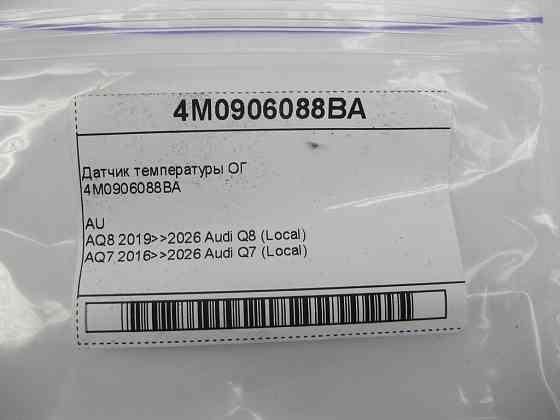 4M0906088BA
Датчик температуры ОГ
4M0906088BA
AU
AQ8 2019>>2026 Audi Q8 (Local)
AQ7 2016>>2026 Audi Q7 (Local)